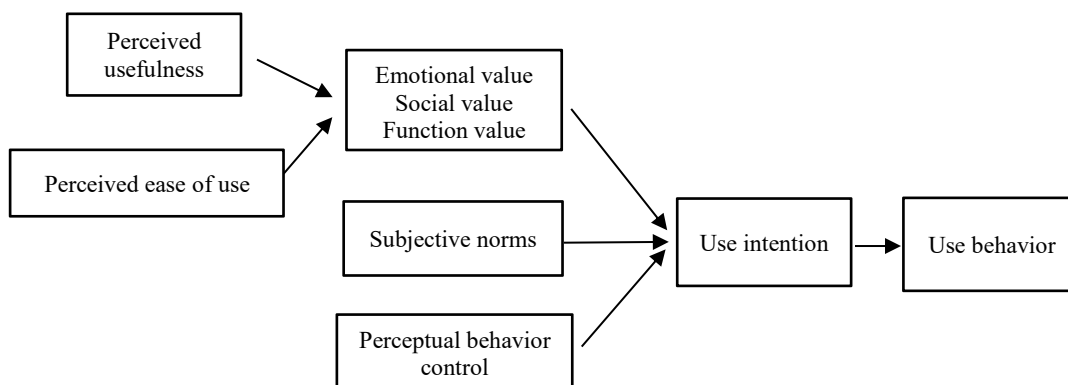 Perceived
usefulness
Perceived ease of use
Emotional value
Social value
Function value
Subjective norms
Perceptual behavior
control
Use intention
Use behavior